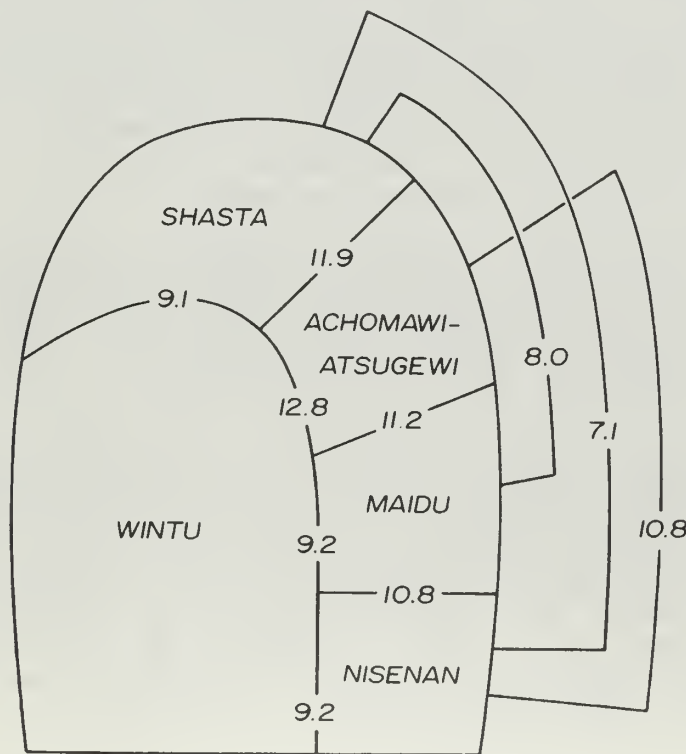 SHASTA
11.9
9.1
ACHOMAWI-
ATSUGEWI
8.0
12.8
11.2
7.1
MAIDU
WINTU
10.8
9.2
10.8
NISENAN
9.2